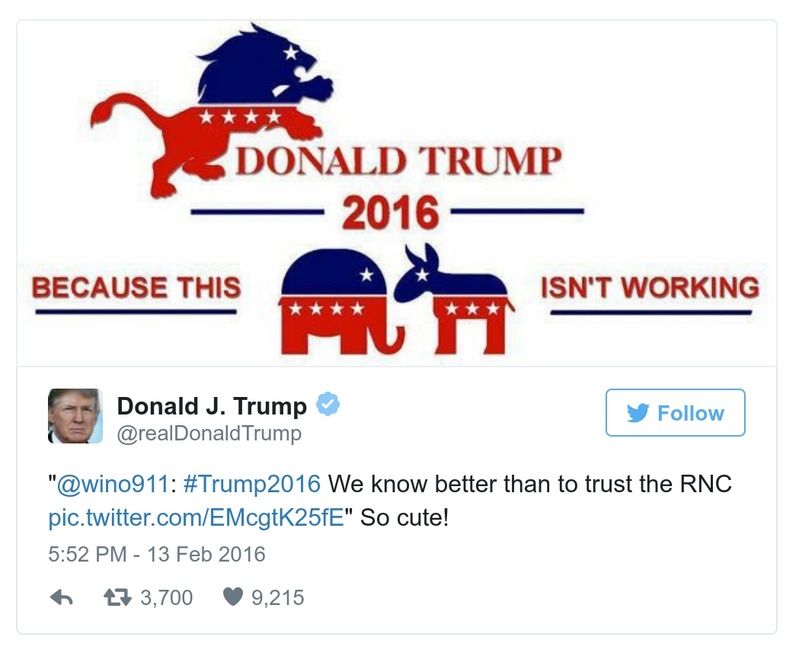 DONALD TRUMP
2016
BECAUSE THIS ISN'T WORKING
Donald J. Trump
@realDonaldTrump
Follow
"@wino911: #Trump2016 We know better than to trust the RNC
pic.twitter.com/EMcgtK25fE" So cute!
5:52 PM - 13 Feb 2016
3,700 9,215